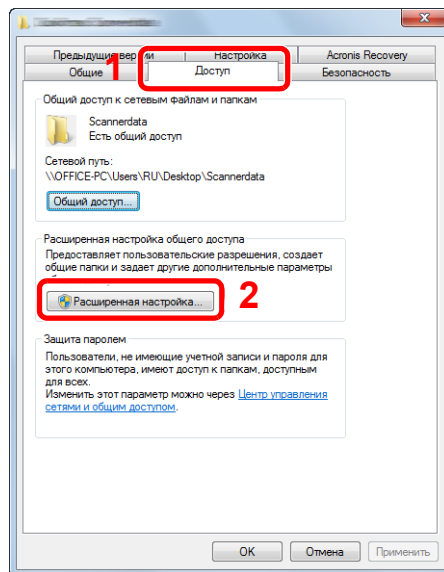 Предыдущие версии
Настройка
Acronis Recovery
Общие
1
Доступ
Безопасность
Общий доступ к сетевым файлам и папкам
Scannerdata
Есть общий доступ
Сетевой путь:
\\OFFICE-PC\Users\RU\Desktop\Scannerdata
Общий доступ...
Расширенная настройка общего доступа
Предоставляет пользовательские разрешения, создает
общие папки и задает другие дополнительные параметры
Расширенная настройка...
2
Защита паролем
Пользователи, не имеющие учетной записи и пароля для
этого компьютера, имеют доступ к папкам, доступным
для всех.
Изменить этот параметр можно через Центр управления
сетями и общим доступом.
OK
Отмена
Применить